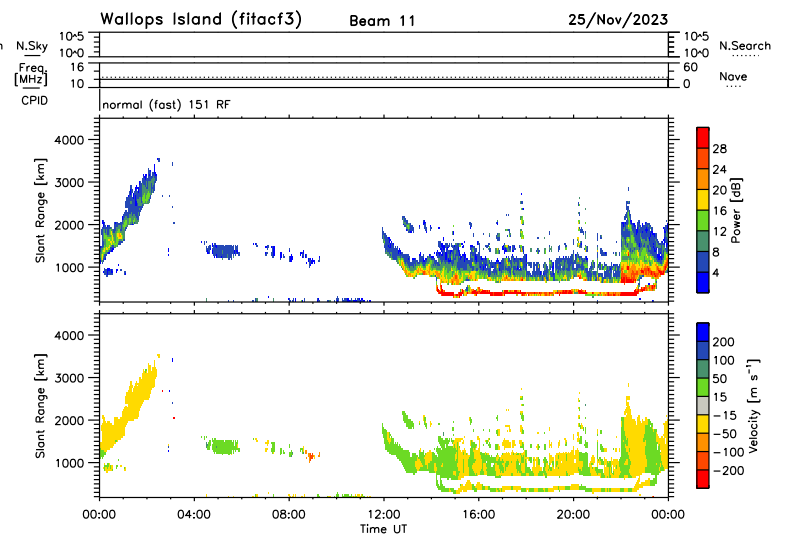 Wallops Island (fitacf3) Beam 11 25/Nov/2023
n N.Sky 10^5 10^0 10^5 10^0 N.Search
Freq. [MHz] 16 10 60 0 Nave
CPID normal (fast) 151 RF
Slant Range [km]
4000
3000
2000
1000
28
24
20
16
12
8
4
Power [dB]
Slant Range [km]
4000
3000
2000
1000
200
100
50
15
-15
-50
-100
-200
Velocity [m s⁻¹]
00:00 04:00 08:00 12:00 16:00 20:00 00:00
Time UT